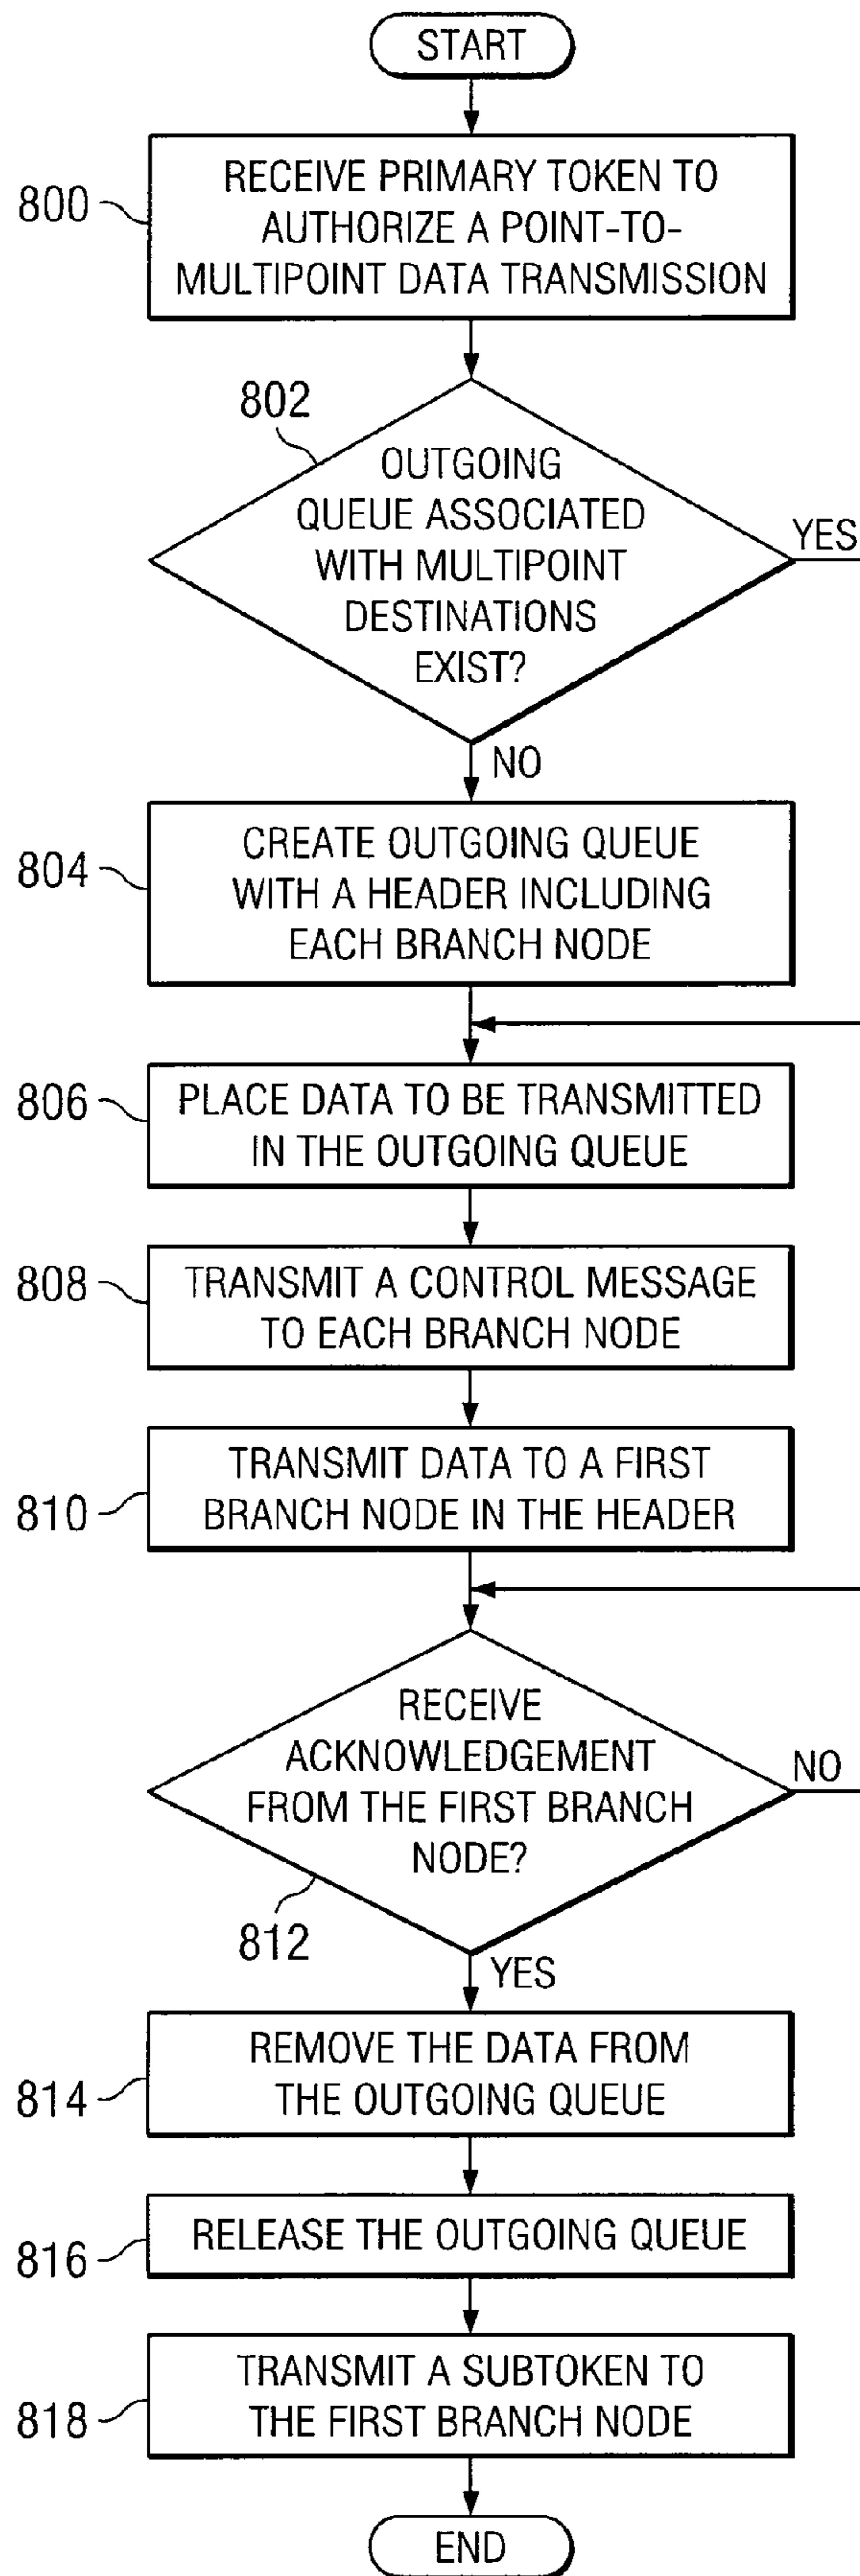 START
800
RECEIVE PRIMARY TOKEN TO
AUTHORIZE A POINT-TO-
MULTIPOINT DATA TRANSMISSION
802
OUTGOING
QUEUE ASSOCIATED
WITH MULTIPOINT
DESTINATIONS
EXIST?
YES
NO
804
CREATE OUTGOING QUEUE
WITH A HEADER INCLUDING
EACH BRANCH NODE
806
PLACE DATA TO BE TRANSMITTED
IN THE OUTGOING QUEUE
808
TRANSMIT A CONTROL MESSAGE
TO EACH BRANCH NODE
810
TRANSMIT DATA TO A FIRST
BRANCH NODE IN THE HEADER
RECEIVE
ACKNOWLEDGEMENT
FROM THE FIRST BRANCH
NODE?
NO
812
YES
814
REMOVE THE DATA FROM
THE OUTGOING QUEUE
816
RELEASE THE OUTGOING QUEUE
818
TRANSMIT A SUBTOKEN TO
THE FIRST BRANCH NODE
END